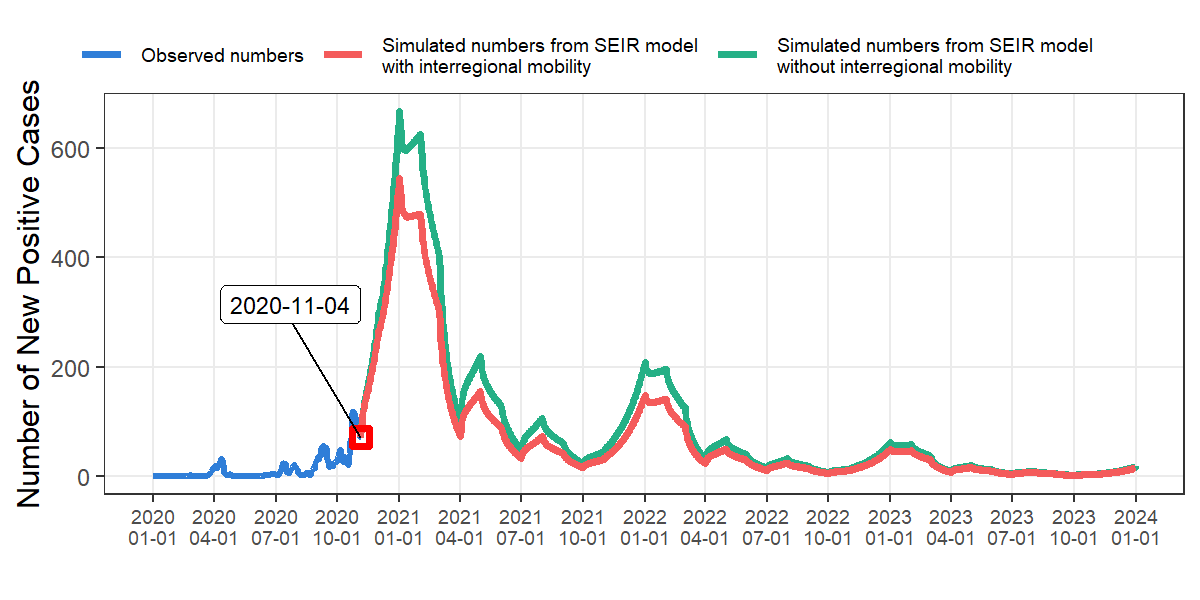 Observed numbers
Simulated numbers from SEIR model
with interregional mobility
Simulated numbers from SEIR model
without interregional mobility
Number of New Positive Cases
600
400
200
0
2020-11-04
2020 2020 2020 2020 2021 2021 2021 2021 2022 2022 2022 2022 2023 2023 2023 2023 2024
01-01 04-01 07-01 10-01 01-01 04-01 07-01 10-01 01-01 04-01 07-01 10-01 01-01 04-01 07-01 10-01 01-01